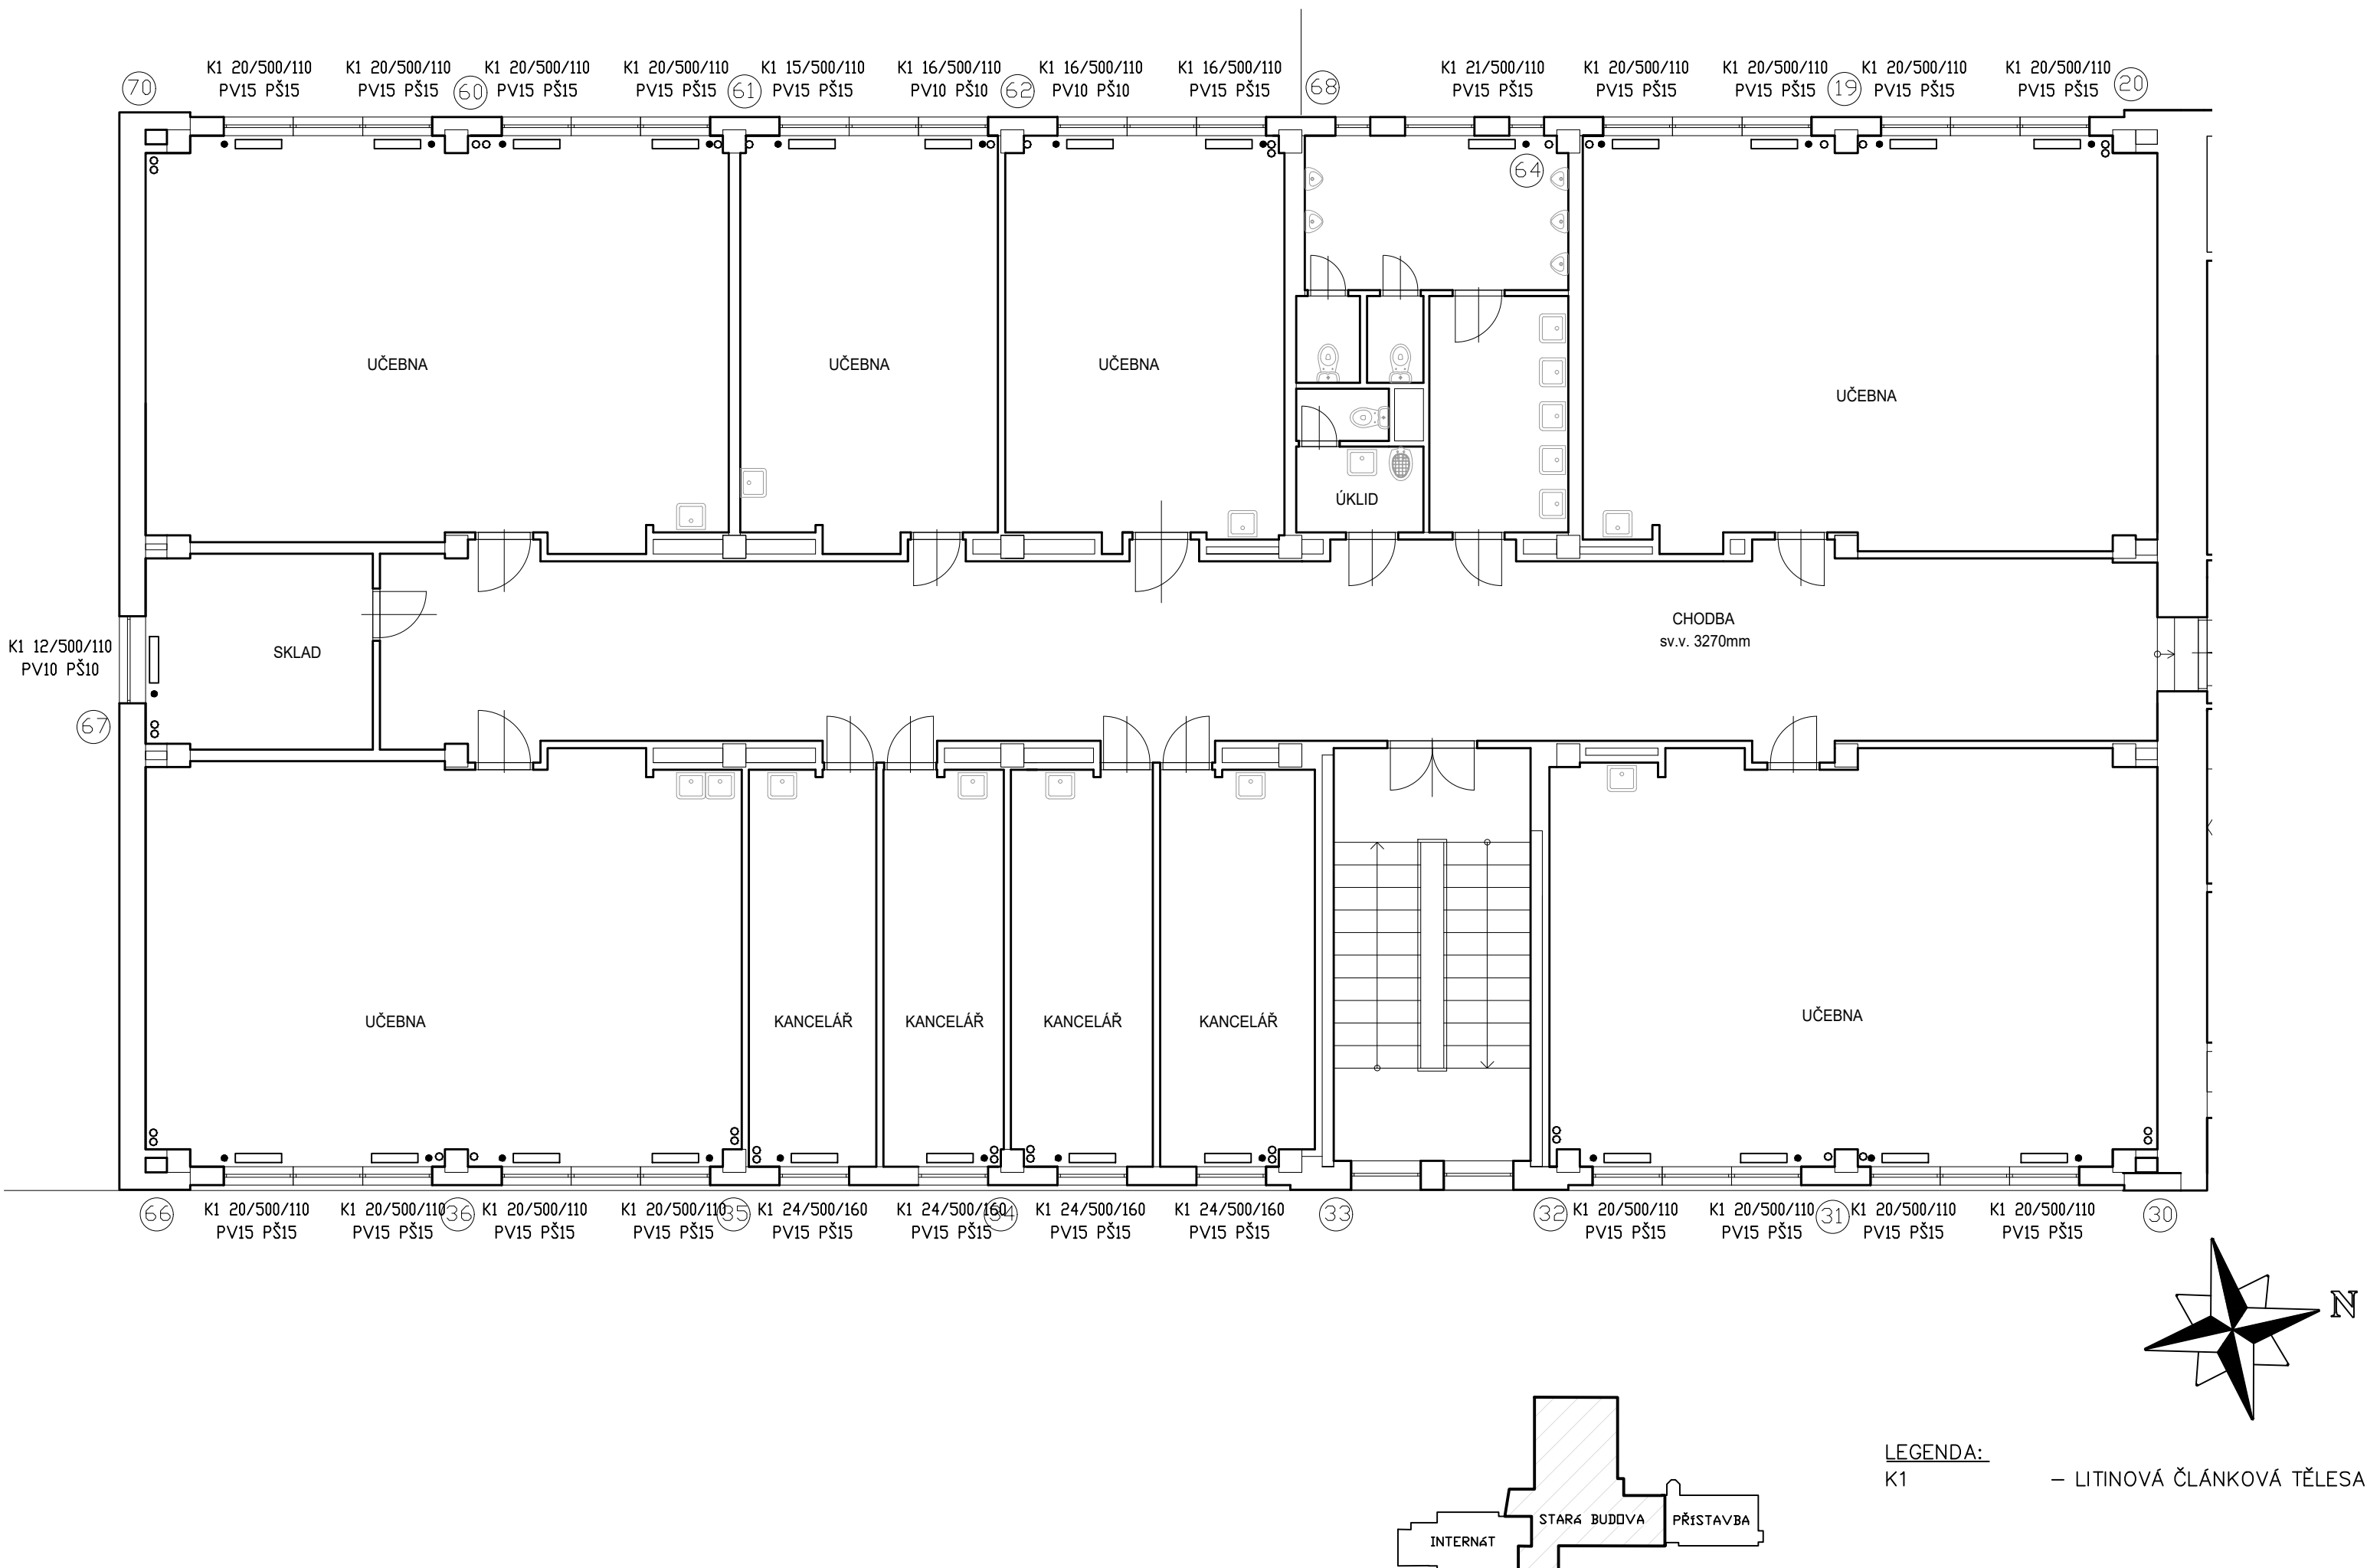 K1 20/500/110 K1 20/500/110 K1 20/500/110 K1 20/500/110 K1 15/500/110 K1 16/500/110 K1 16/500/110 K1 16/500/110 K1 21/500/110 K1 20/500/110 K1 20/500/110 K1 20/500/110 K1 20/500/110
70 PV15 PŠ15 PV15 PŠ15 60 PV15 PŠ15 PV15 PŠ15 61 PV15 PŠ15 PV10 PŠ10 62 PV10 PŠ10 PV15 PŠ15 68 PV15 PŠ15 PV15 PŠ15 PV15 PŠ15 19 PV15 PŠ15 PV15 PŠ15 20
64
UČEBNA UČEBNA UČEBNA
UČEBNA
ÚKLID
CHODBA
sv.v. 3270mm
K1 12/500/110
PV10 PŠ10
SKLAD
67
UČEBNA KANCELÁŘ KANCELÁŘ KANCELÁŘ KANCELÁŘ UČEBNA
66 K1 20/500/110 K1 20/500/110 36 K1 20/500/110 K1 20/500/110 35 K1 24/500/160 K1 24/500/160 34 K1 24/500/160 K1 24/500/160 33 32 K1 20/500/110 K1 20/500/110 31 K1 20/500/110 K1 20/500/110 30
PV15 PŠ15 PV15 PŠ15 PV15 PŠ15 PV15 PŠ15 PV15 PŠ15 PV15 PŠ15 PV15 PŠ15 PV15 PŠ15 PV15 PŠ15 PV15 PŠ15 PV15 PŠ15 PV15 PŠ15
N
LEGENDA:
K1 – LITINOVÁ ČLÁNKOVÁ TĚLESA
STARÁ BUDOVA PŘÍSTAVBA
INTERNÁT